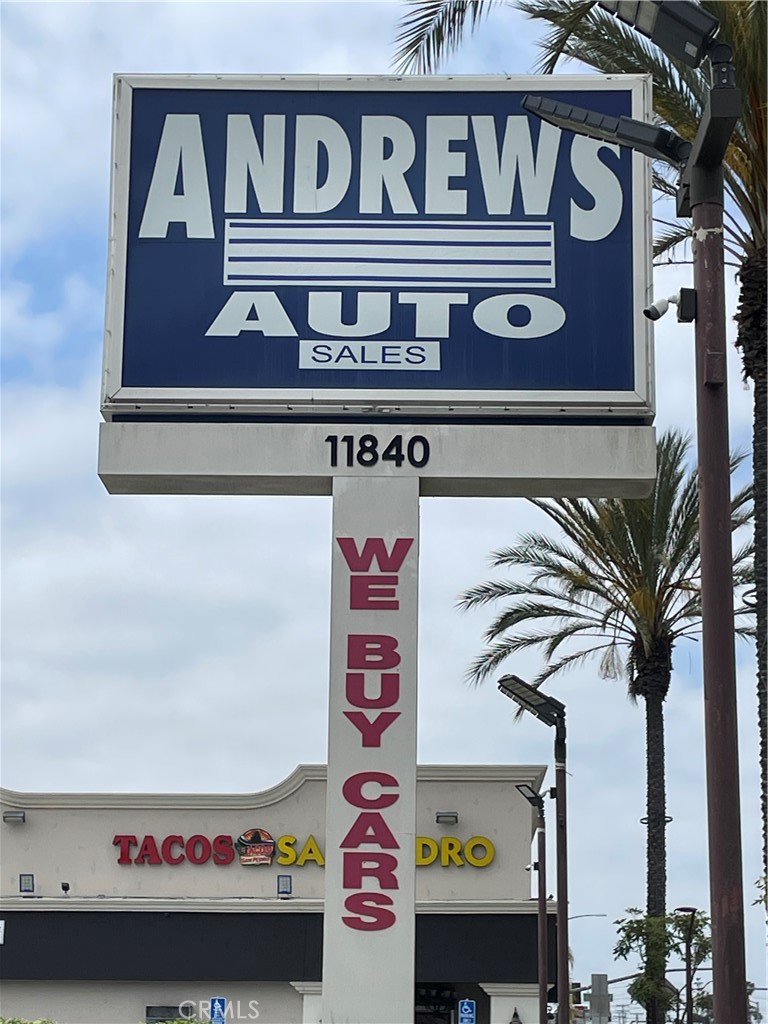 ANDREWS
AUTO
SALES
11840
WE
BUY
CARS
TACOS SA DRO
CRMLS